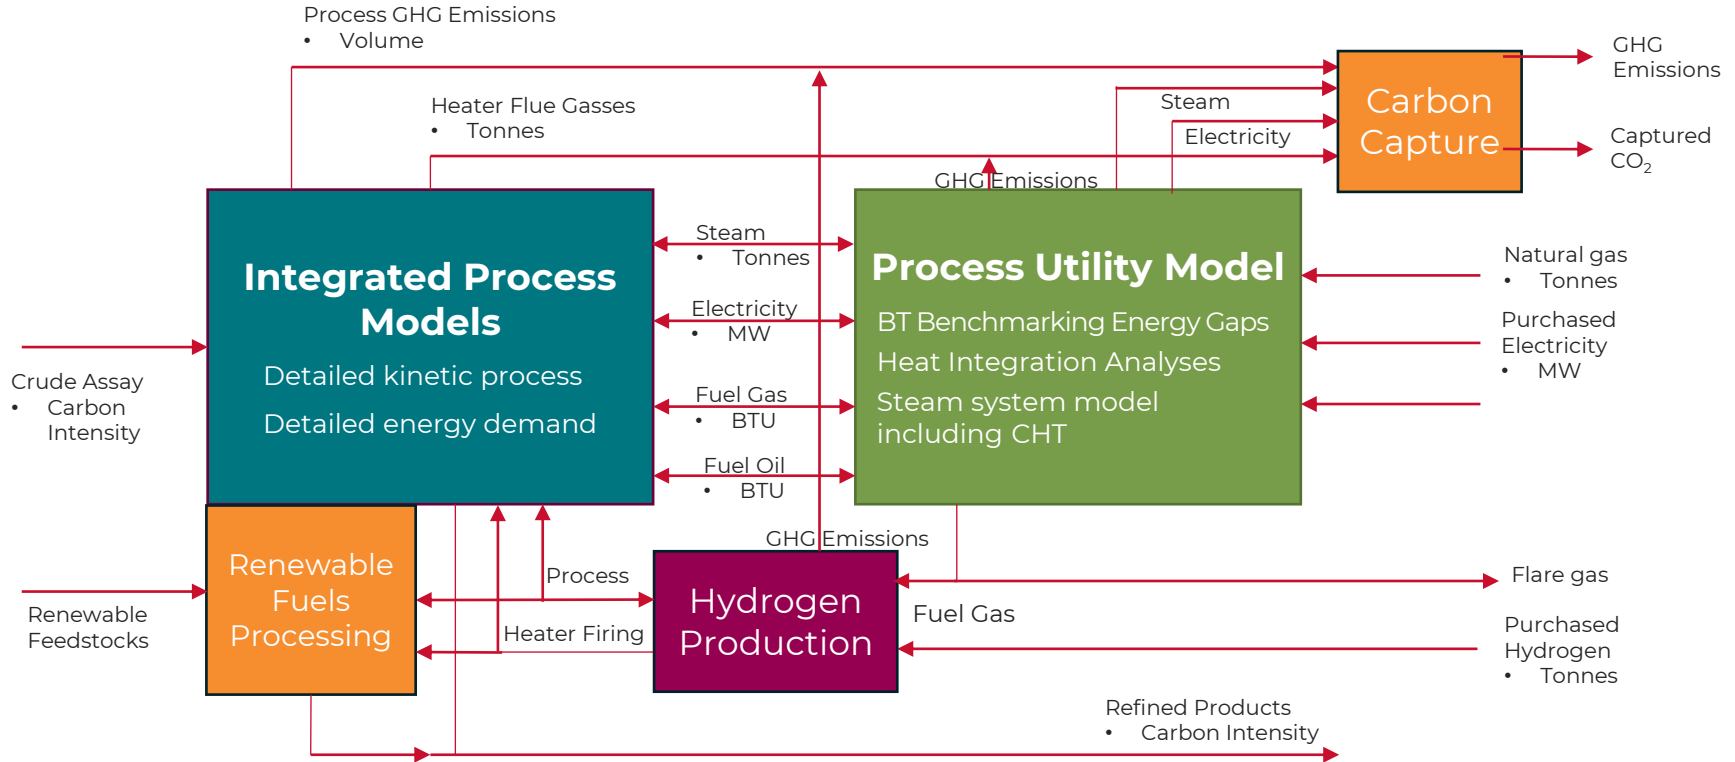 Process GHG Emissions
• Volume
GHG
Emissions
Heater Flue Gasses
• Tonnes
Steam
Electricity
Carbon
Capture
Captured
CO₂
GHG Emissions
Integrated Process
Models
Detailed kinetic process
Detailed energy demand
Steam
• Tonnes
Electricity
• MW
Fuel Gas
• BTU
Fuel Oil
• BTU
Process Utility Model
BT Benchmarking Energy Gaps
Heat Integration Analyses
Steam system model
including CHT
Natural gas
• Tonnes
Purchased
Electricity
• MW
Crude Assay
• Carbon
Intensity
GHG Emissions
Renewable
Fuels
Processing
Process
Heater Firing
Hydrogen
Production
Fuel Gas
Flare gas
Renewable
Feedstocks
Purchased
Hydrogen
• Tonnes
Refined Products
• Carbon Intensity